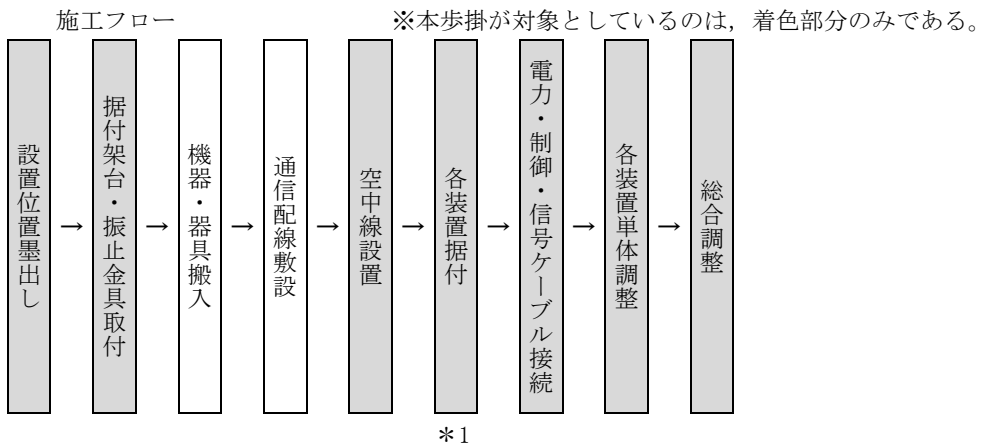 施工フロー
※本歩掛が対象としているのは，着色部分のみである。
設置位置墨出し
→
据付架台・振止金具取付
→
機器・器具搬入
→
通信配線敷設
→
空中線設置
→
各装置据付
→
電力・制御・信号ケーブル接続
→
各装置単体調整
→
総合調整
＊1